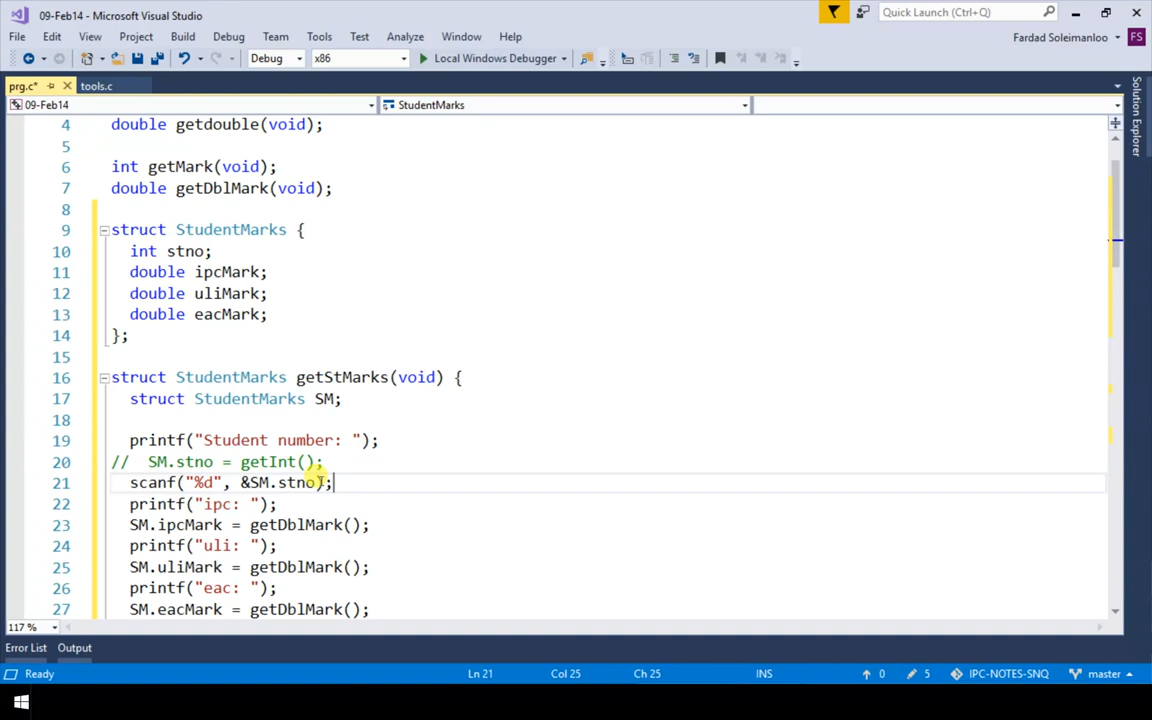 09-Feb14 - Microsoft Visual Studio
Quick Launch (Ctrl+Q)
File Edit View Project Build Debug Team Tools Test Analyze Window Help
Fardad Soleimanloo FS
Debug x86 Local Windows Debugger
prg.c* tools.c
09-Feb14 StudentMarks
Solution Explorer
4 double getdouble(void);
5
6 int getMark(void);
7 double getDblMark(void);
8
9 struct StudentMarks {
10 int stno;
11 double ipcMark;
12 double uliMark;
13 double eacMark;
14 };
15
16 struct StudentMarks getStMarks(void) {
17 struct StudentMarks SM;
18
19 printf("Student number: ");
20 // SM.stno = getInt();
21 scanf("%d", &SM.stno);
22 printf("ipc: ");
23 SM.ipcMark = getDblMark();
24 printf("uli: ");
25 SM.uliMark = getDblMark();
26 printf("eac: ");
27 SM.eacMark = getDblMark();
117 %
Error List Output
Ready Ln 21 Col 25 Ch 25 INS 0 5 IPC-NOTES-SNQ master